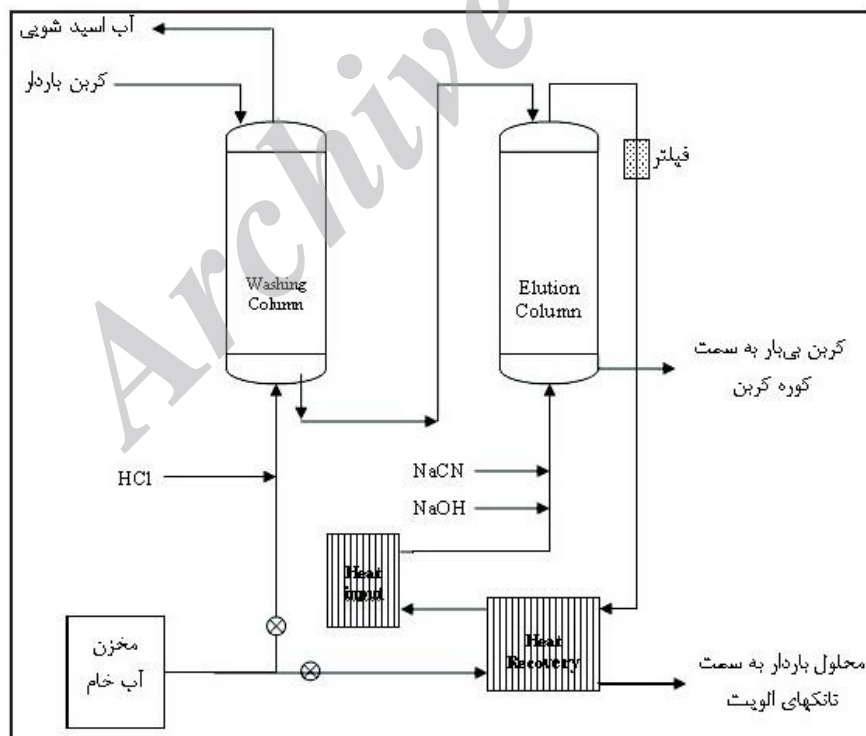 آب اسید شویی
کربن باردار
فیلتر
Washing
Column
Elution
Column
کربن بی‌بار به سمت
کوره کربن
HCl
NaCN
NaOH
Heat
input
Heat
Recovery
مخزن
آب خام
محلول باردار به سمت
تانکهای الویت
Archive